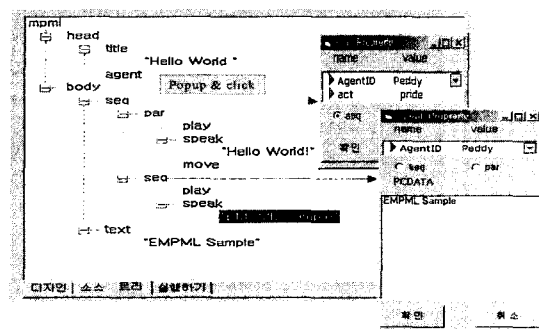 mpml
head
title
"Hello World "
agent
Popup & click
body
seq
par
play
speak
"Hello World!"
move
seq
play
speak
text
"EMPML Sample"
디자인 | 소스 | 트리 | 실행하기 |
name value
AgentID Peddy
act pride
seq
확인
name value
AgentID Peddy
seq par
PCDATA
EMPML Sample
확인 취소